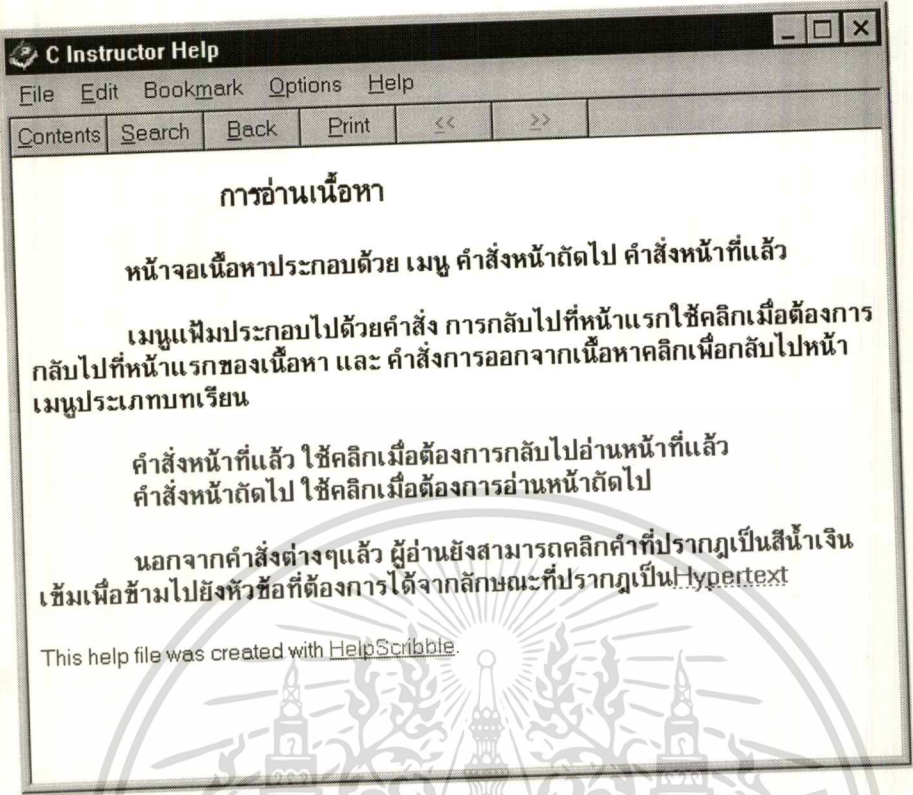 C Instructor Help
File Edit Bookmark Options Help
Contents Search Back Print << >>
การอ่านเนื้อหา
หน้าจอเนื้อหาประกอบด้วย เมนู คำสั่งหน้าถัดไป คำสั่งหน้าที่แล้ว
เมนูแฟ้มประกอบไปด้วยคำสั่ง การกลับไปที่หน้าแรกใช้คลิกเมื่อต้องการ
กลับไปที่หน้าแรกของเนื้อหา และ คำสั่งการออกจากเนื้อหาคลิกเพื่อกลับไปหน้า
เมนูประเภทบทเรียน
คำสั่งหน้าที่แล้ว ใช้คลิกเมื่อต้องการกลับไปอ่านหน้าที่แล้ว
คำสั่งหน้าถัดไป ใช้คลิกเมื่อต้องการอ่านหน้าถัดไป
นอกจากคำสั่งต่างๆแล้ว ผู้อ่านยังสามารถคลิกคำที่ปรากฎเป็นสีน้ำเงิน
เข้มเพื่อข้ามไปยังหัวข้อที่ต้องการได้จากลักษณะที่ปรากฎเป็นHypertext
This help file was created with HelpScribble.